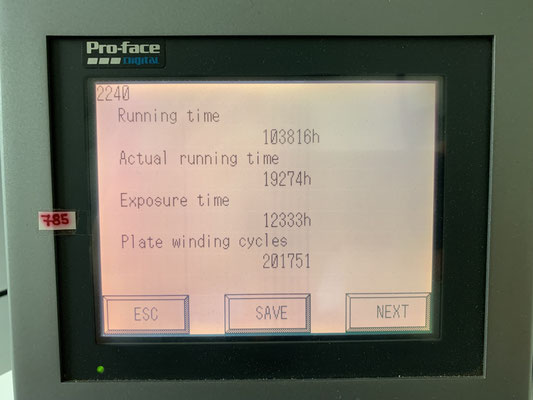 Pro-face
DIGITAL
2240
Running time
103816h
Actual running time
19274h
Exposure time
12333h
785
Plate winding cycles
201751
ESC SAVE NEXT